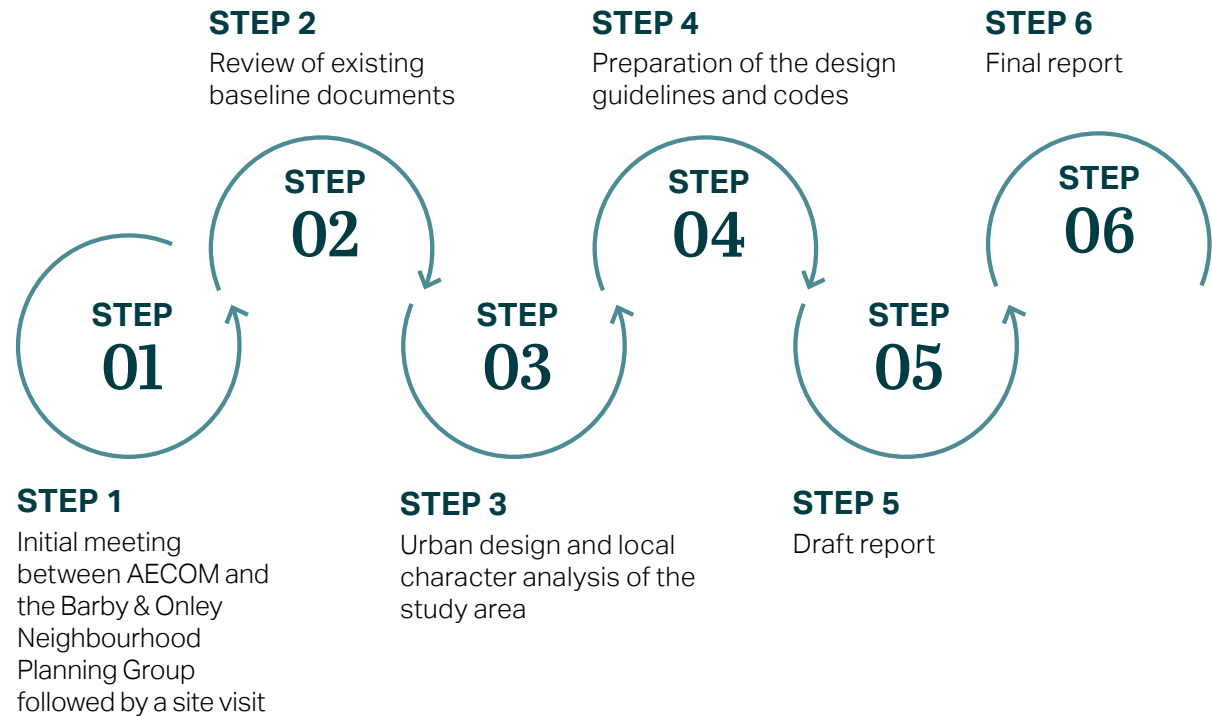 STEP 2
Review of existing
baseline documents
STEP 4
Preparation of the design
guidelines and codes
STEP 6
Final report
STEP
02
STEP
04
STEP
06
STEP
01
STEP
03
STEP
05
STEP 1
Initial meeting
between AECOM and
the Barby & Onley
Neighbourhood
Planning Group
followed by a site visit
STEP 3
Urban design and local
character analysis of the
study area
STEP 5
Draft report